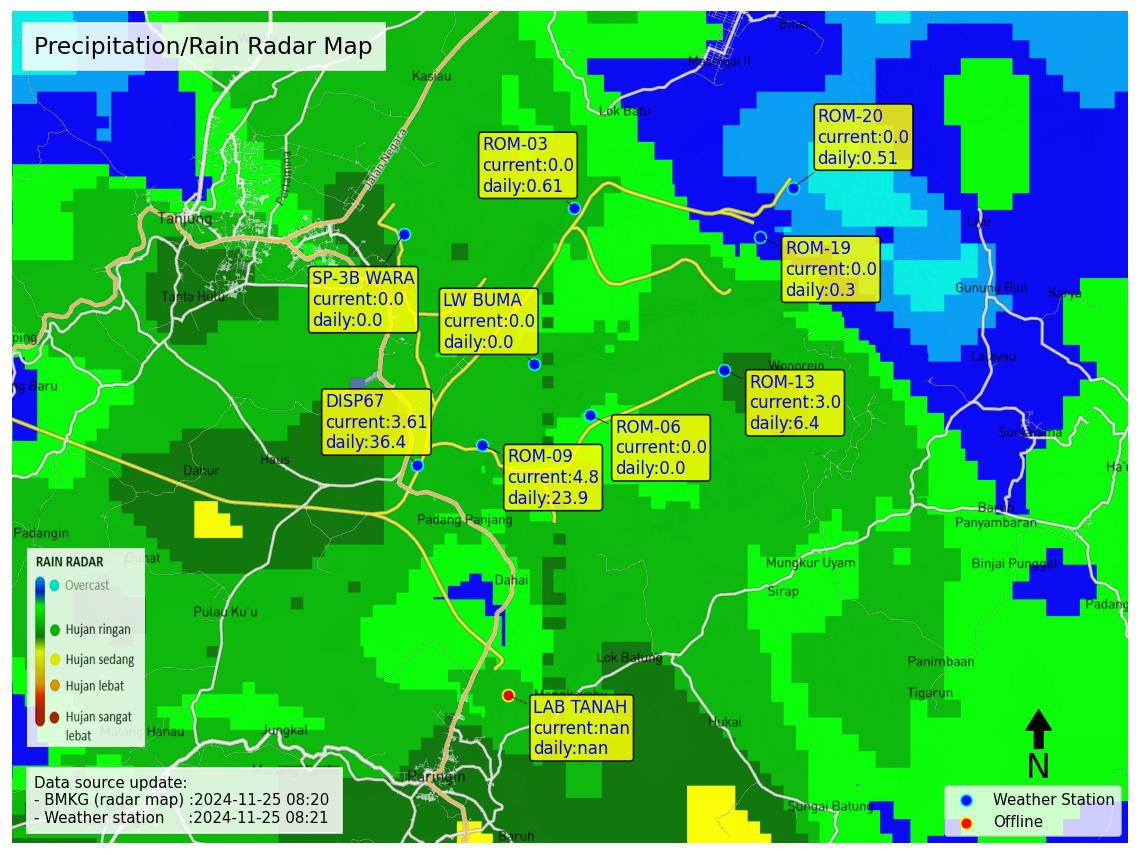 Precipitation/Rain Radar Map
Bilas
Masingai II
Kasiau
Lok Batu
Jalan Negara
Pertamina
Tanjung
Tanta Hulu
ROM-20
current:0.0
daily:0.51
ROM-03
current:0.0
daily:0.61
ROM-19
current:0.0
daily:0.3
Liyu
Gunung Riut
Karya
SP-3B WARA
current:0.0
daily:0.0
LW BUMA
current:0.0
daily:0.0
ping
Lalayau
Wonorejo
ROM-13
current:3.0
daily:6.4
ng Baru
DISP67
current:3.61
daily:36.4
ROM-06
current:0.0
daily:0.0
ROM-09
current:4.8
daily:23.9
Suryatama
Haus
Dahur
Ha'u
Padang Panjang
Baruh
Panyambaran
Padangin
Mungkur Uyam
Binjai Punggal
Dahai
Sirap
Padang
Pulau Ku'u
RAIN RADAR
Overcast
Hujan ringan
Hujan sedang
Hujan lebat
Hujan sangat
lebat
Lok Batung
Panimbaan
Tigarun
LAB TANAH
current:nan
daily:nan
Hukai
Jungkal
Manau
Paringin
Sungai Batung
Baruh
Data source update:
- BMKG (radar map) :2024-11-25 08:20
- Weather station :2024-11-25 08:21
N
Weather Station
Offline